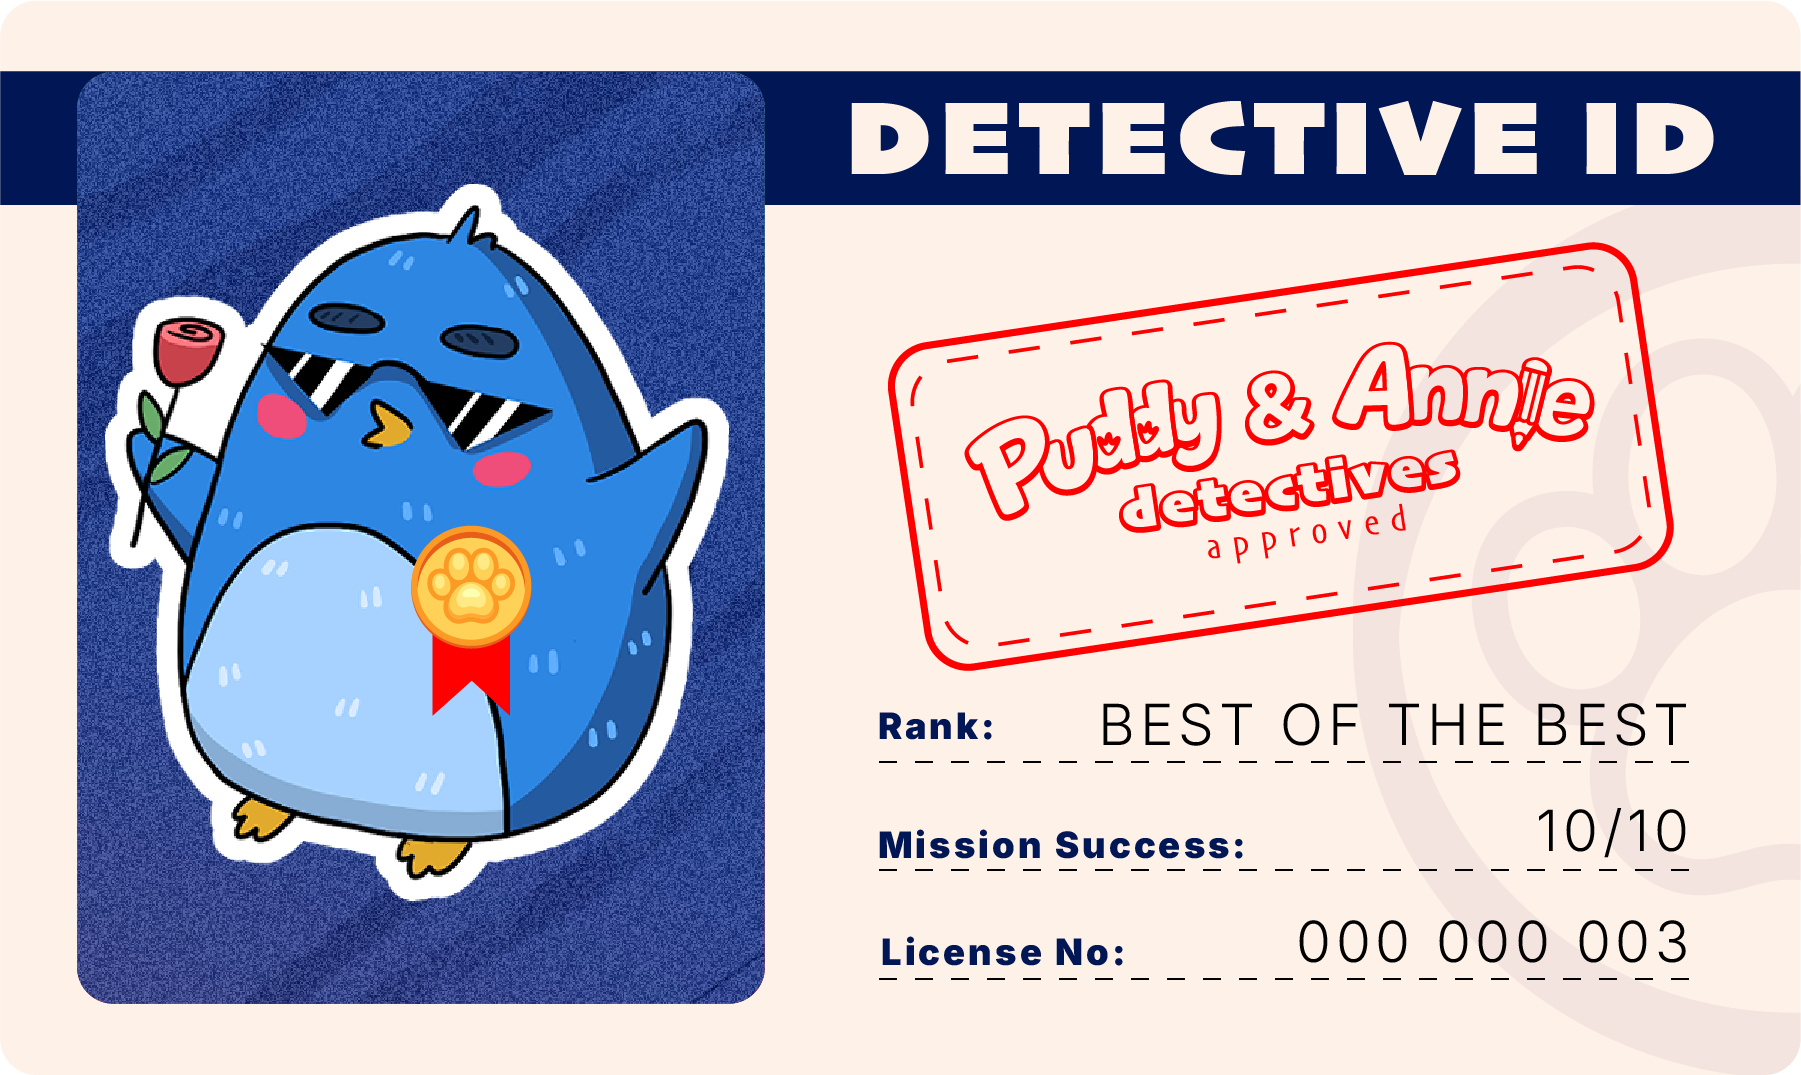 DETECTIVE ID
Puddy & Annie
detectives
approved
Rank: BEST OF THE BEST
Mission Success: 10/10
License No: 000 000 003